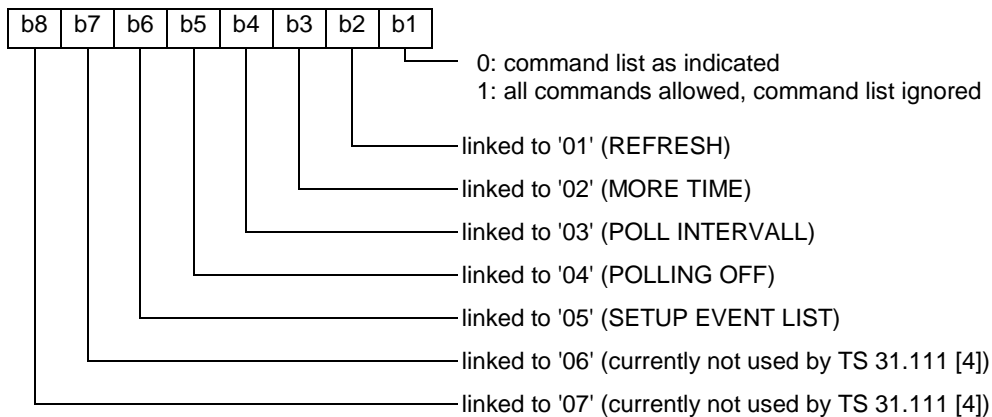 b8 b7 b6 b5 b4 b3 b2 b1
0: command list as indicated
1: all commands allowed, command list ignored
linked to '01' (REFRESH)
linked to '02' (MORE TIME)
linked to '03' (POLL INTERVALL)
linked to '04' (POLLING OFF)
linked to '05' (SETUP EVENT LIST)
linked to '06' (currently not used by TS 31.111 [4])
linked to '07' (currently not used by TS 31.111 [4])